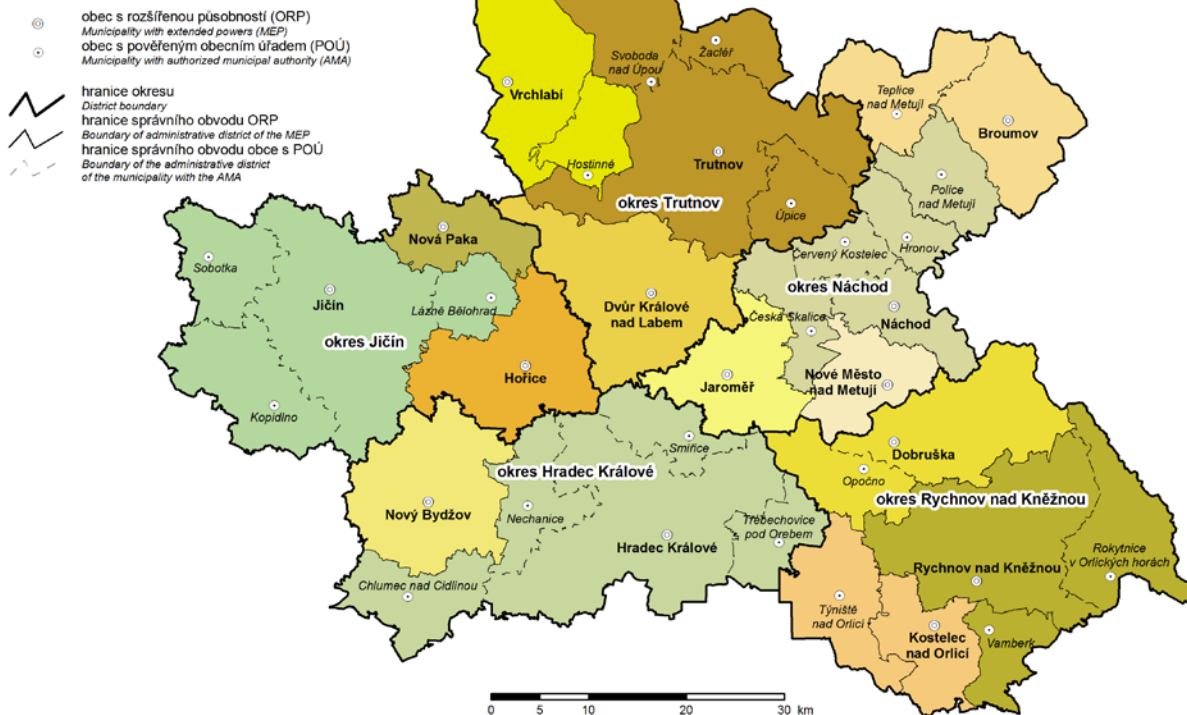 obec s rozšířenou působností (ORP)
Municipality with extended powers (MEP)
obec s pověřeným obecním úřadem (POÚ)
Municipality with authorized municipal authority (AMA)
hranice okresu
District boundary
hranice správního obvodu ORP
Boundary of administrative district of the MEP
hranice správního obvodu obce s POÚ
Boundary of the administrative district
of the municipality with the AMA
Žacléř
Svoboda
nad Úpou
Vrchlabí
Teplice
nad Metují
Broumov
Trutnov
Hostinné
Police
nad Metují
okres Trutnov
Úpice
Nová Paka
Hronov
Červený Kostelec
Sobotka
okres Náchod
Jičín
Lázně Bělohrad
Dvůr Králové
nad Labem
Česká Skalice
Náchod
okres Jičín
Hořice
Jaroměř
Nové Město
nad Metují
Kopidlno
Smiřice
Dobruška
okres Hradec Králové
Opočno
okres Rychnov nad Kněžnou
Nový Bydžov
Nechanice
Třebechovice
pod Orebem
Hradec Králové
Rokytnice
v Orlických horách
Rychnov nad Kněžnou
Chlumec nad Cidlinou
Týniště
nad Orlicí
Kostelec
nad Orlicí
Vamberk
0 5 10 20 30 km